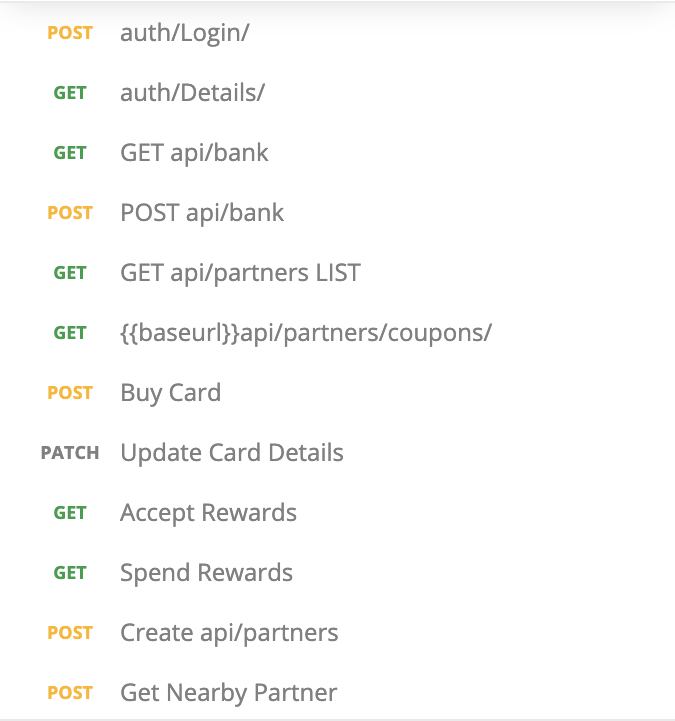 POST auth/Login/
GET auth/Details/
GET GET api/bank
POST POST api/bank
GET GET api/partners LIST
GET {{baseurl}}api/partners/coupons/
POST Buy Card
PATCH Update Card Details
GET Accept Rewards
GET Spend Rewards
POST Create api/partners
POST Get Nearby Partner